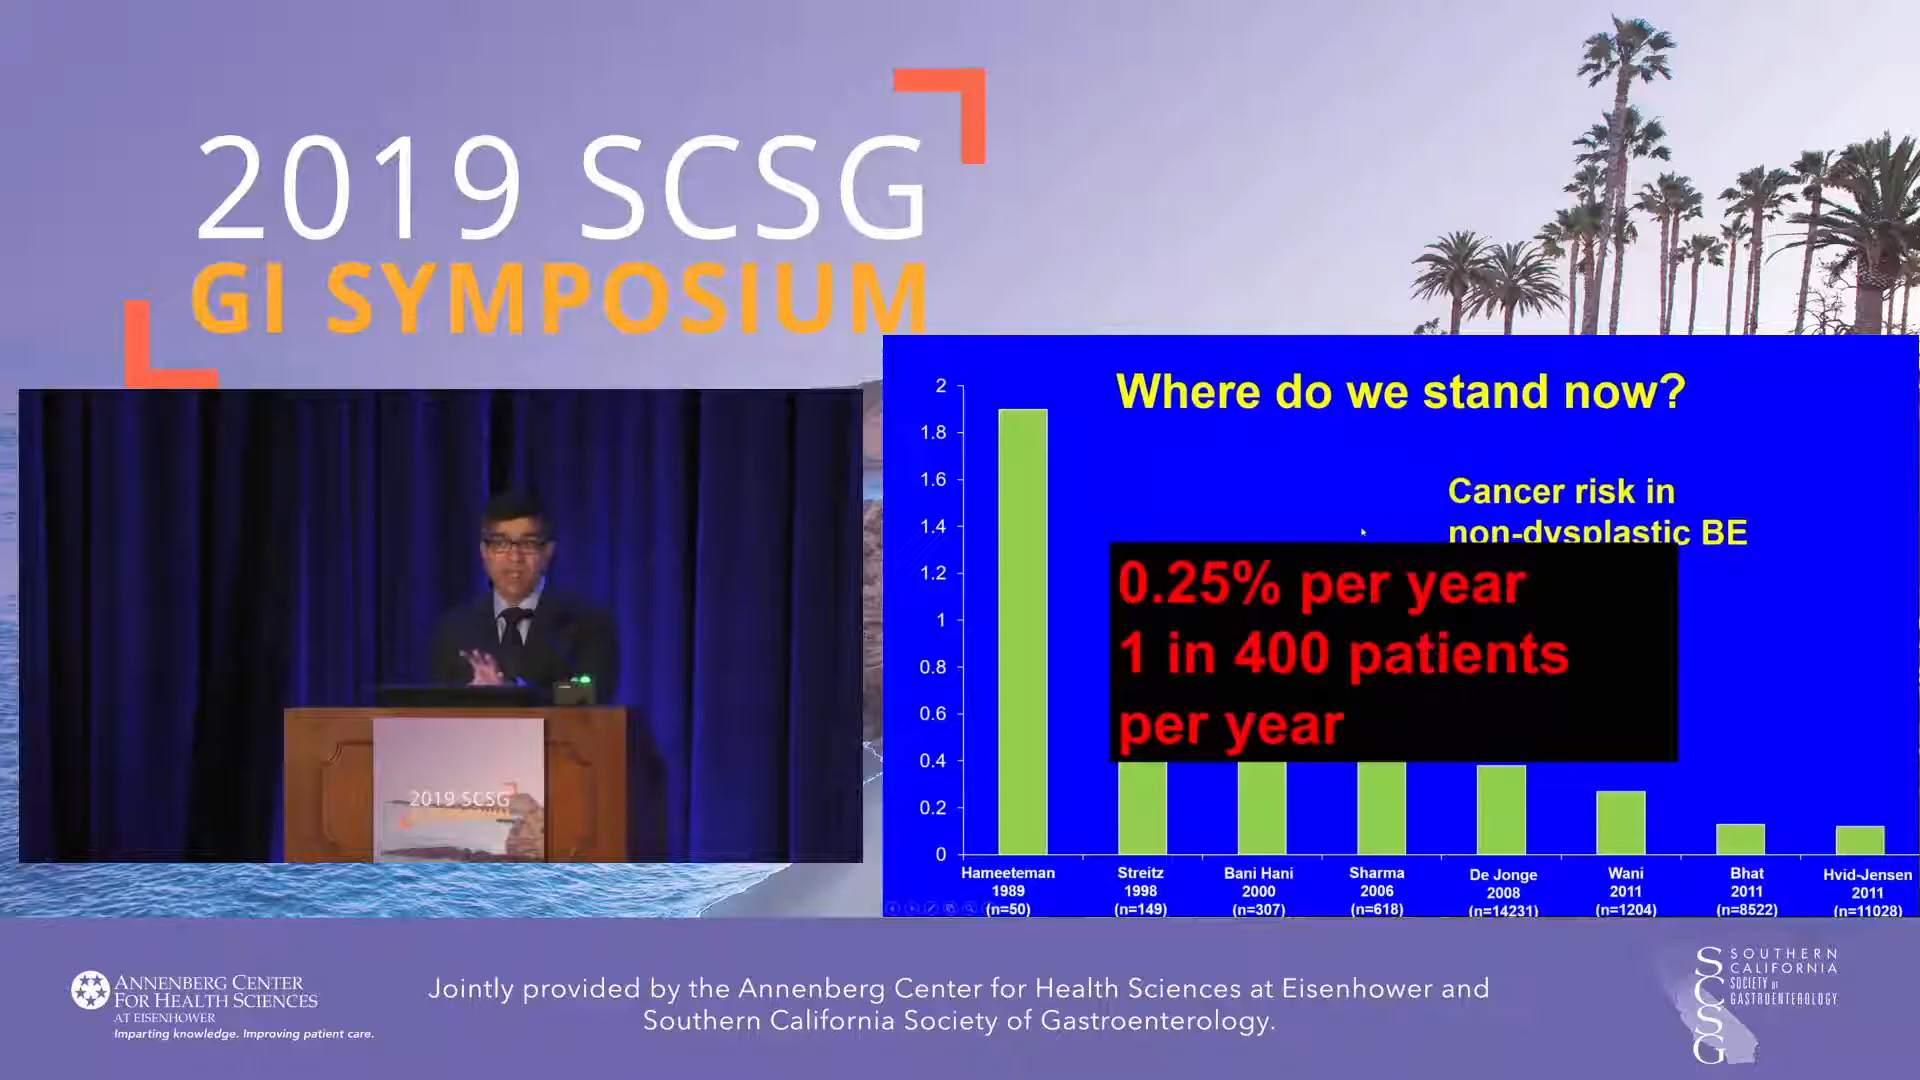 2019 SCSG
GI SYMPOSIUM
Where do we stand now?
Cancer risk in
non-dysplastic BE
0.25% per year
1 in 400 patients
per year
2
1.8
1.6
1.4
1.2
1
0.8
0.6
0.4
0.2
0
Hameeteman
1989
(n=50)
Streitz
1998
(n=149)
Bani Hani
2000
(n=307)
Sharma
2006
(n=618)
De Jonge
2008
(n=14231)
Wani
2011
(n=1204)
Bhat
2011
(n=8522)
Hvid-Jensen
2011
(n=11028)
2019 SCSG
ANNENBERG CENTER
FOR HEALTH SCIENCES
AT EISENHOWER
Imparting knowledge. Improving patient care.
Jointly provided by the Annenberg Center for Health Sciences at Eisenhower and
Southern California Society of Gastroenterology.
SCSG
SOUTHERN
CALIFORNIA
SOCIETY OF
GASTROENTEROLOGY